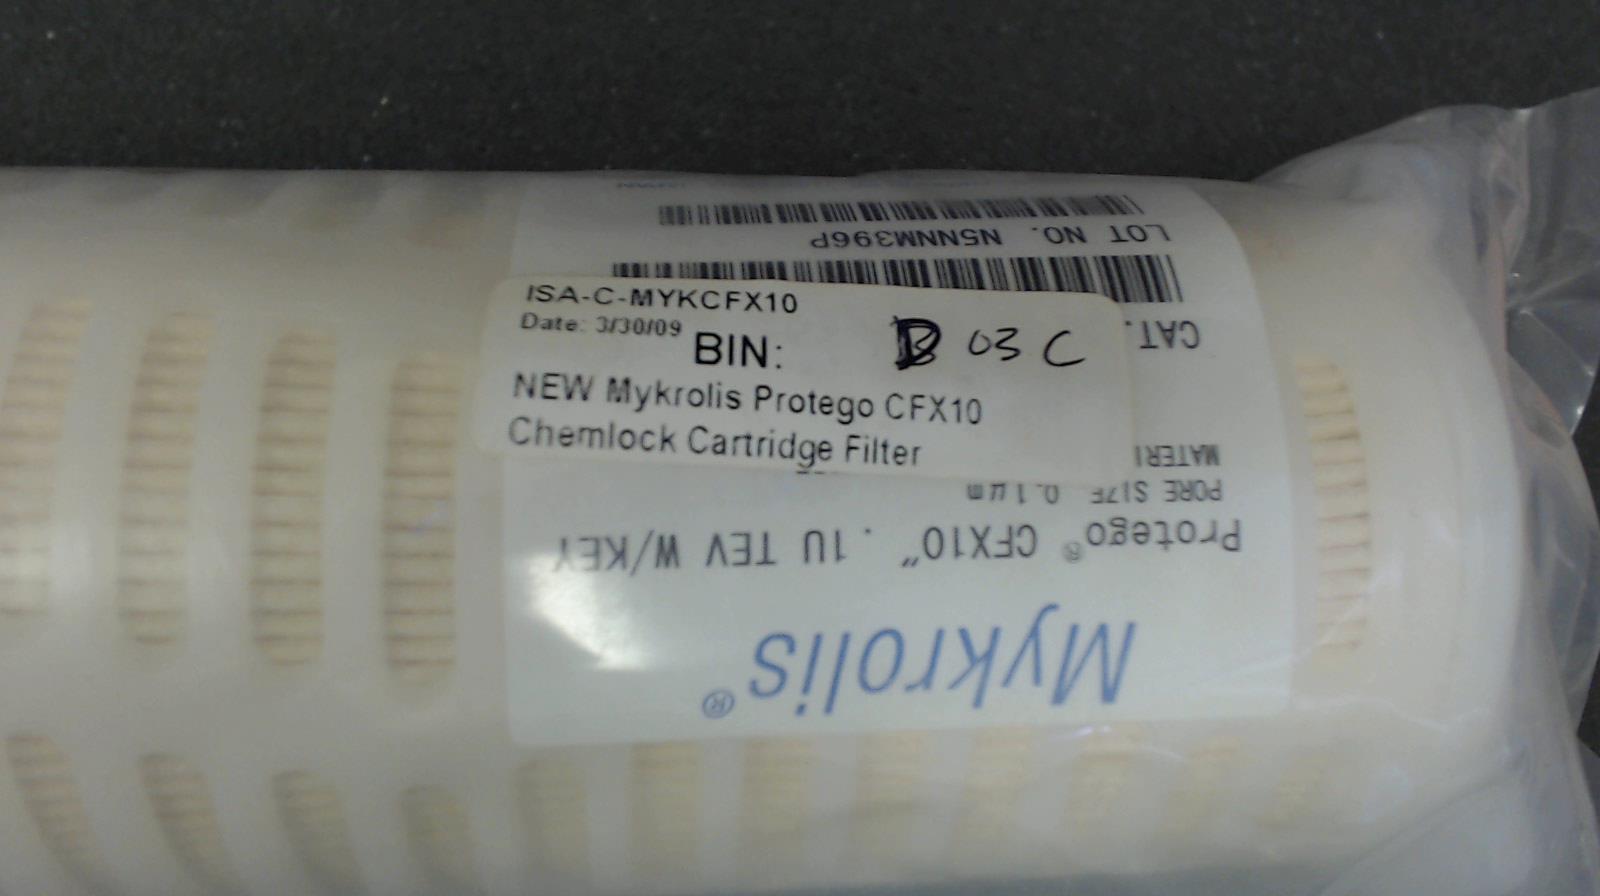 ISA-C-MYKCFX10
Date: 3/30/09
BIN: 03 C
NEW Mykrolis Protego CFX10
Chemlock Cartridge Filter
Mykrolis®
Protego® CFX10" .1U TEV W/KEY
PORE SIZE 0.1μm
MATERI
CAT.
LOT NO. N5NNM396P